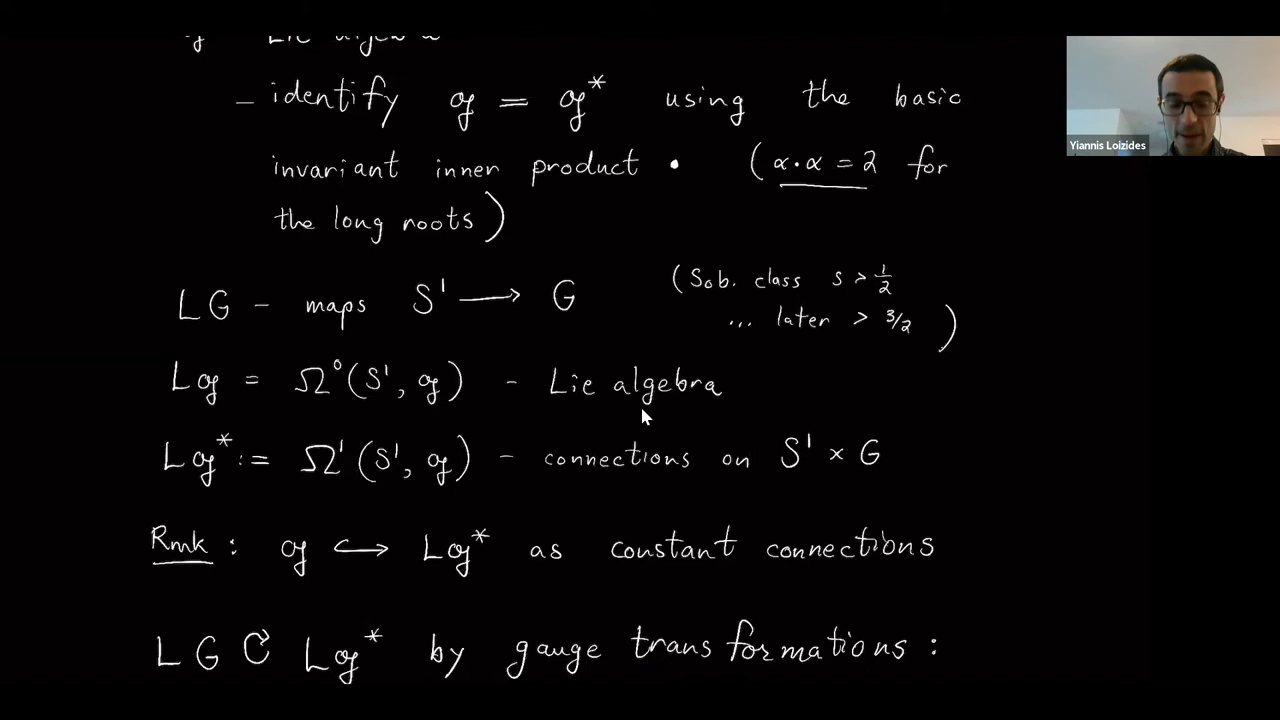 𝔤 Lie algebra
– identify 𝔤 = 𝔤* using the basic
invariant inner product • (α·α = 2 for
the long roots)
LG – maps S¹ ⟶ G (Sob. class s > 1/2
... later > 3/2)
L𝔤 = Ω⁰(S¹, 𝔤) – Lie algebra
L𝔤* := Ω¹(S¹, 𝔤) – connections on S¹ × G
Rmk : 𝔤 ↪ L𝔤* as constant connections
LG ↻ L𝔤* by gauge transformations :
Yiannis Loizides